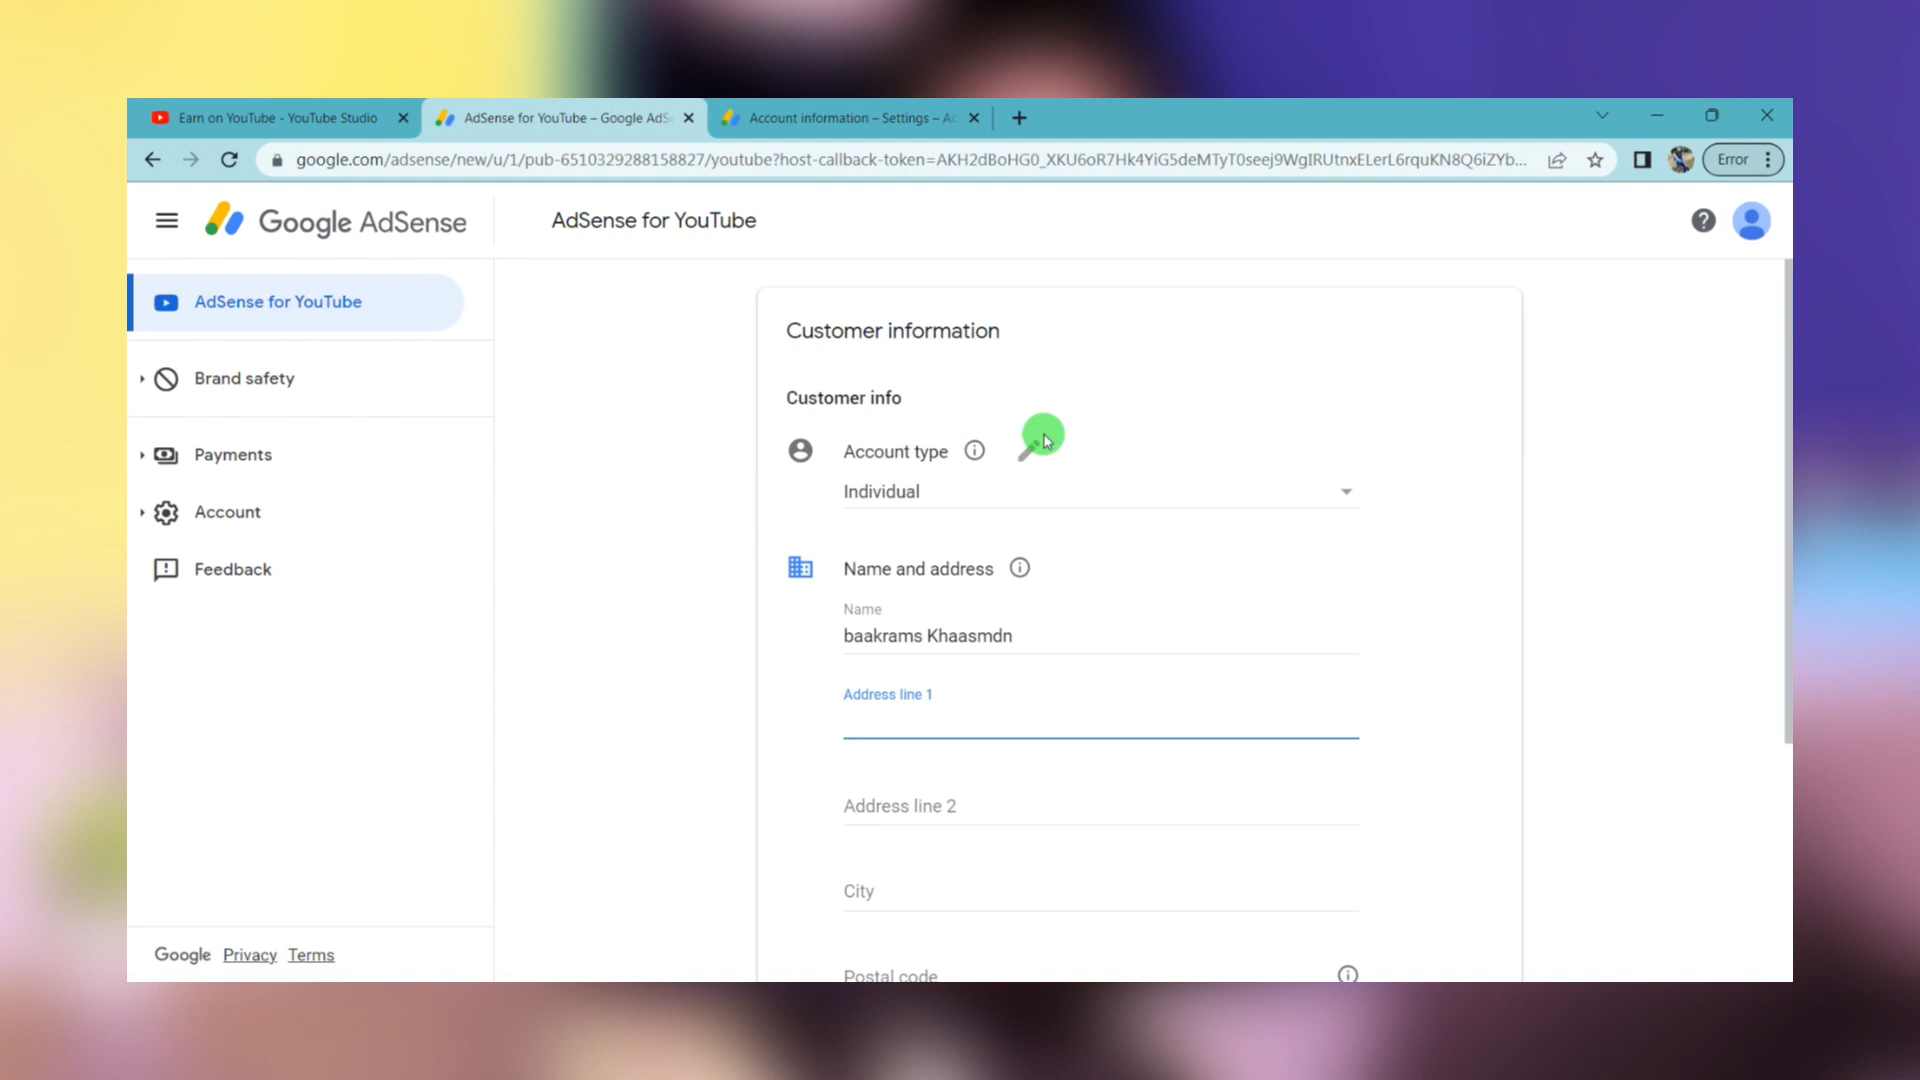 Earn on YouTube - YouTube Studio
AdSense for YouTube – Google AdS
Account information – Settings – Ac
google.com/adsense/new/u/1/pub-6510329288158827/youtube?host-callback-token=AKH2dBoHG0_XKU6oR7Hk4YiG5deMTyT0seej9WgIRUtnxELerL6rquKN8Q6iZYb...
Error
Google AdSense
AdSense for YouTube
AdSense for YouTube
Brand safety
Payments
Account
Feedback
Google Privacy Terms
Customer information
Customer info
Account type
Individual
Name and address
Name
baakrams Khaasmdn
Address line 1
Address line 2
City
Postal code